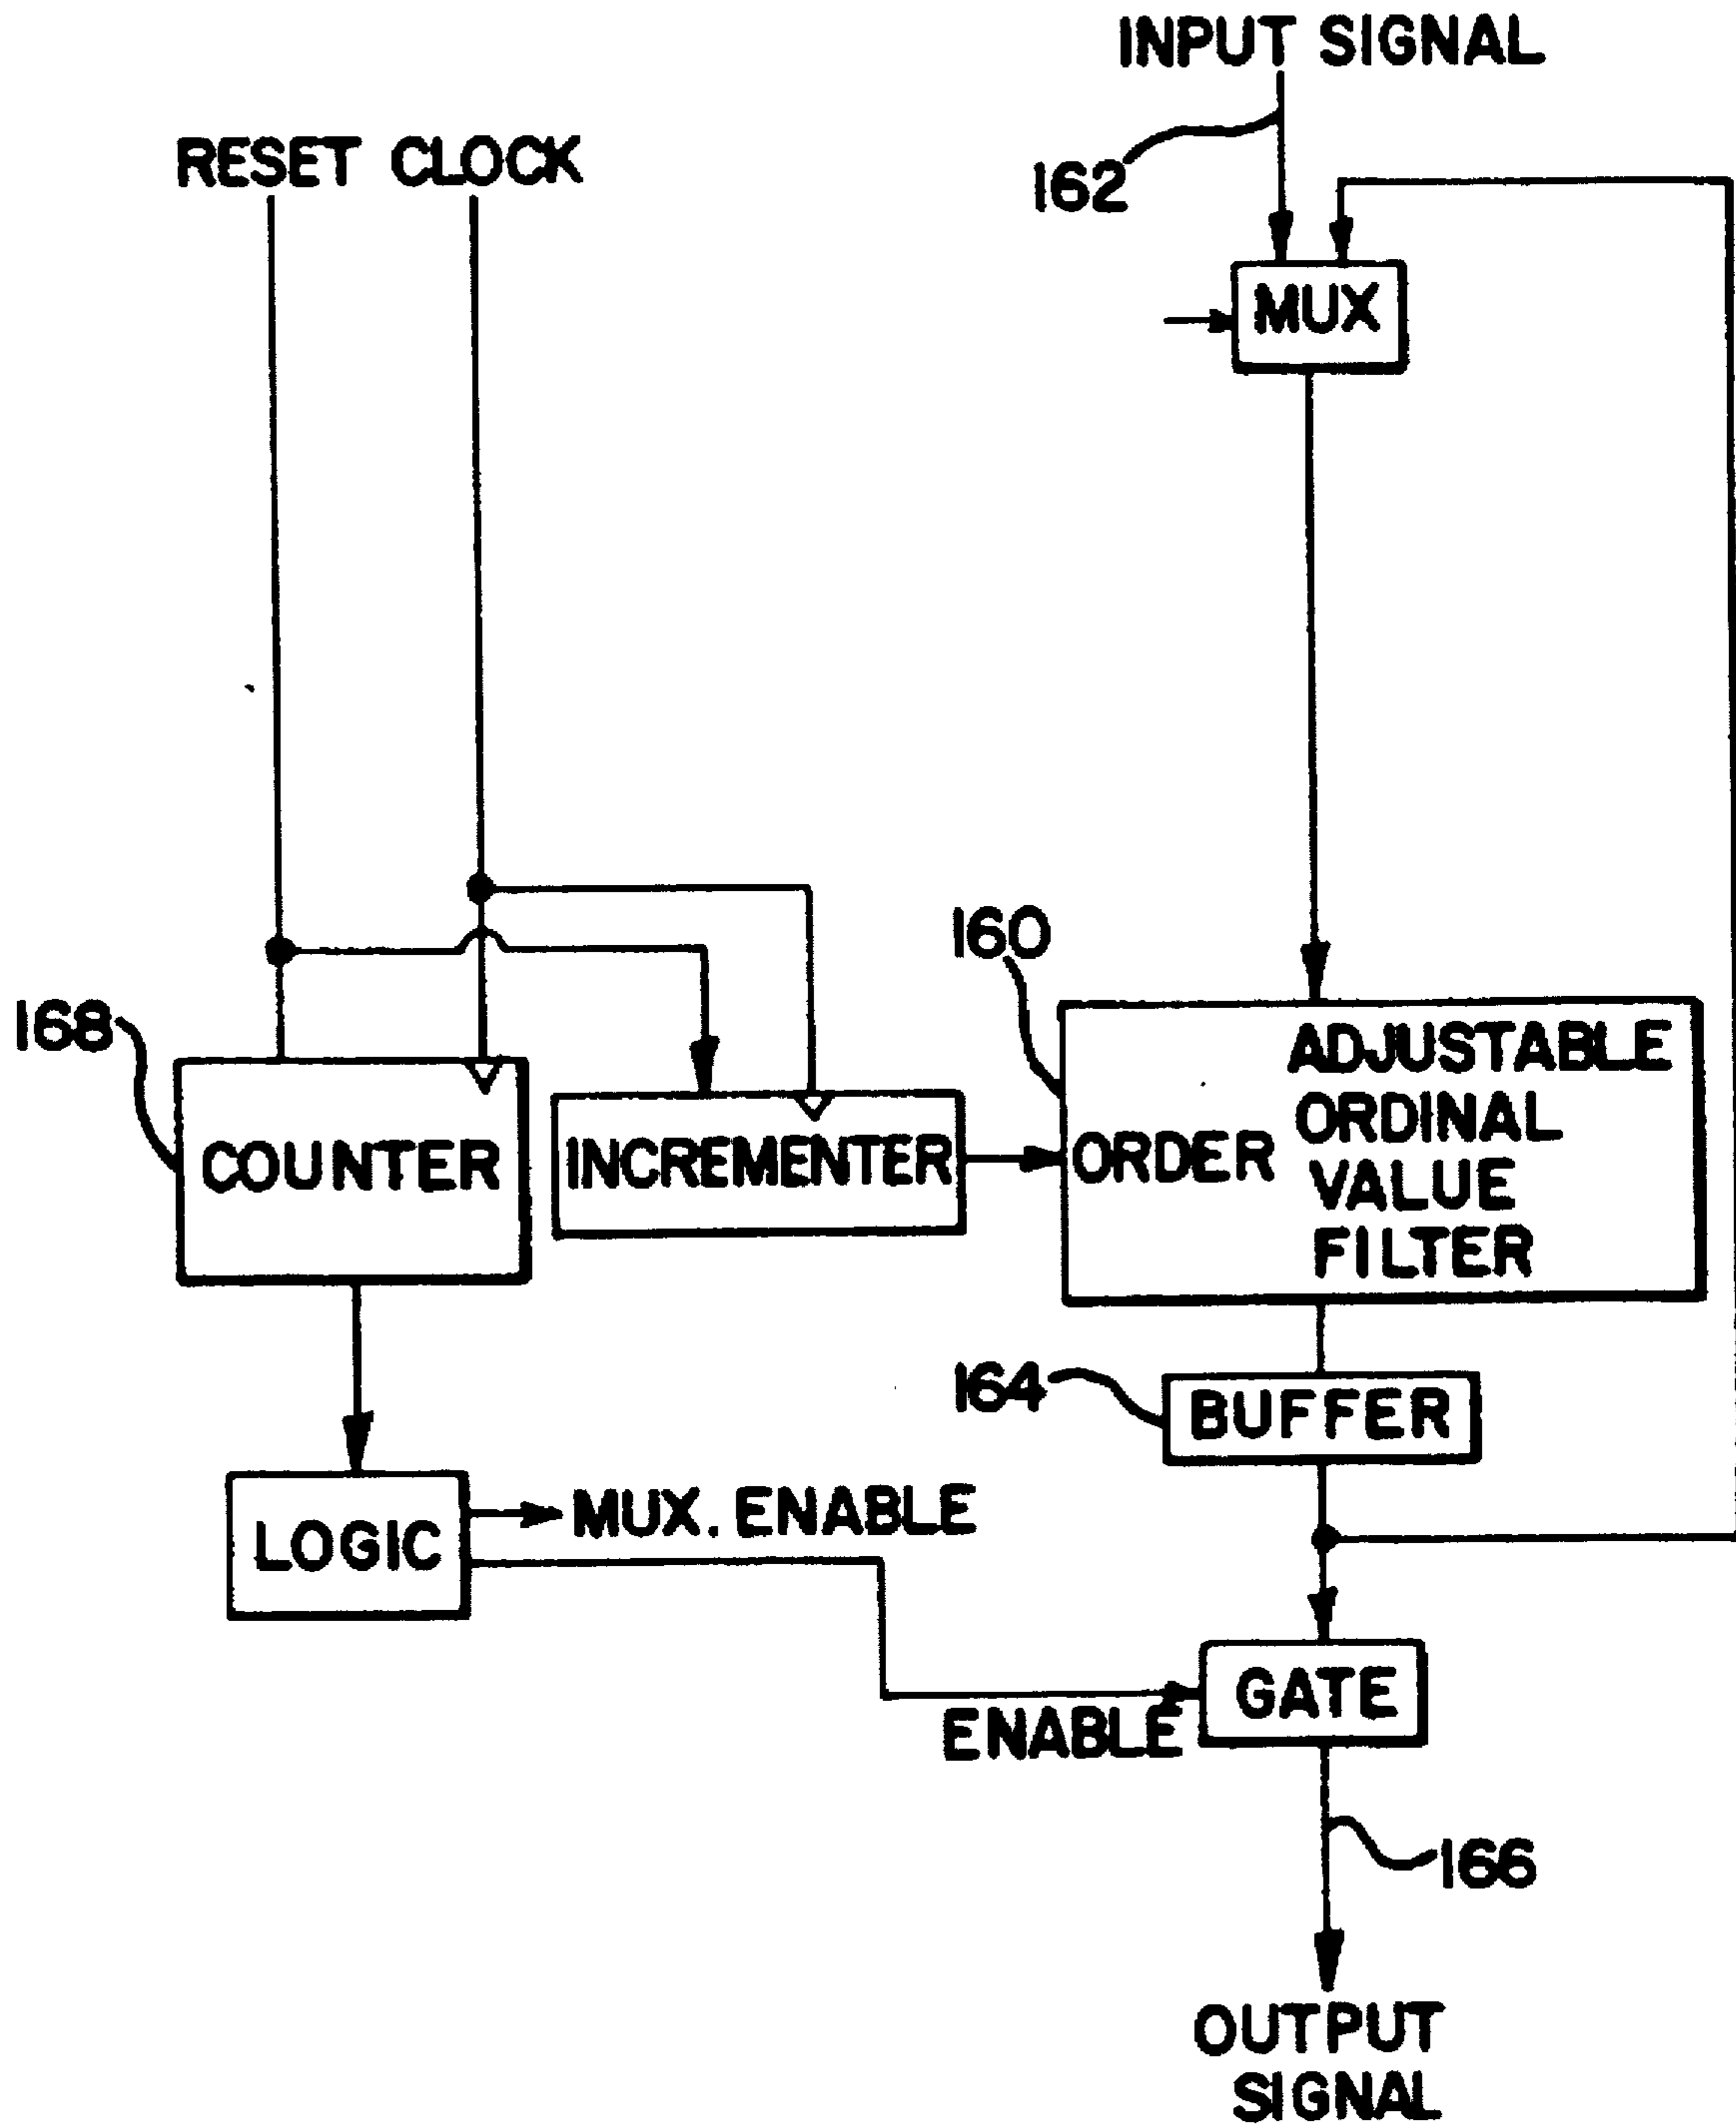 INPUT SIGNAL
RESET CLOCK
162
MUX
160
168
ADJUSTABLE
ORDINAL
VALUE
FILTER
ORDER
COUNTER
INCREMENTER
164
BUFFER
MUX. ENABLE
LOGIC
GATE
ENABLE
166
OUTPUT
SIGNAL